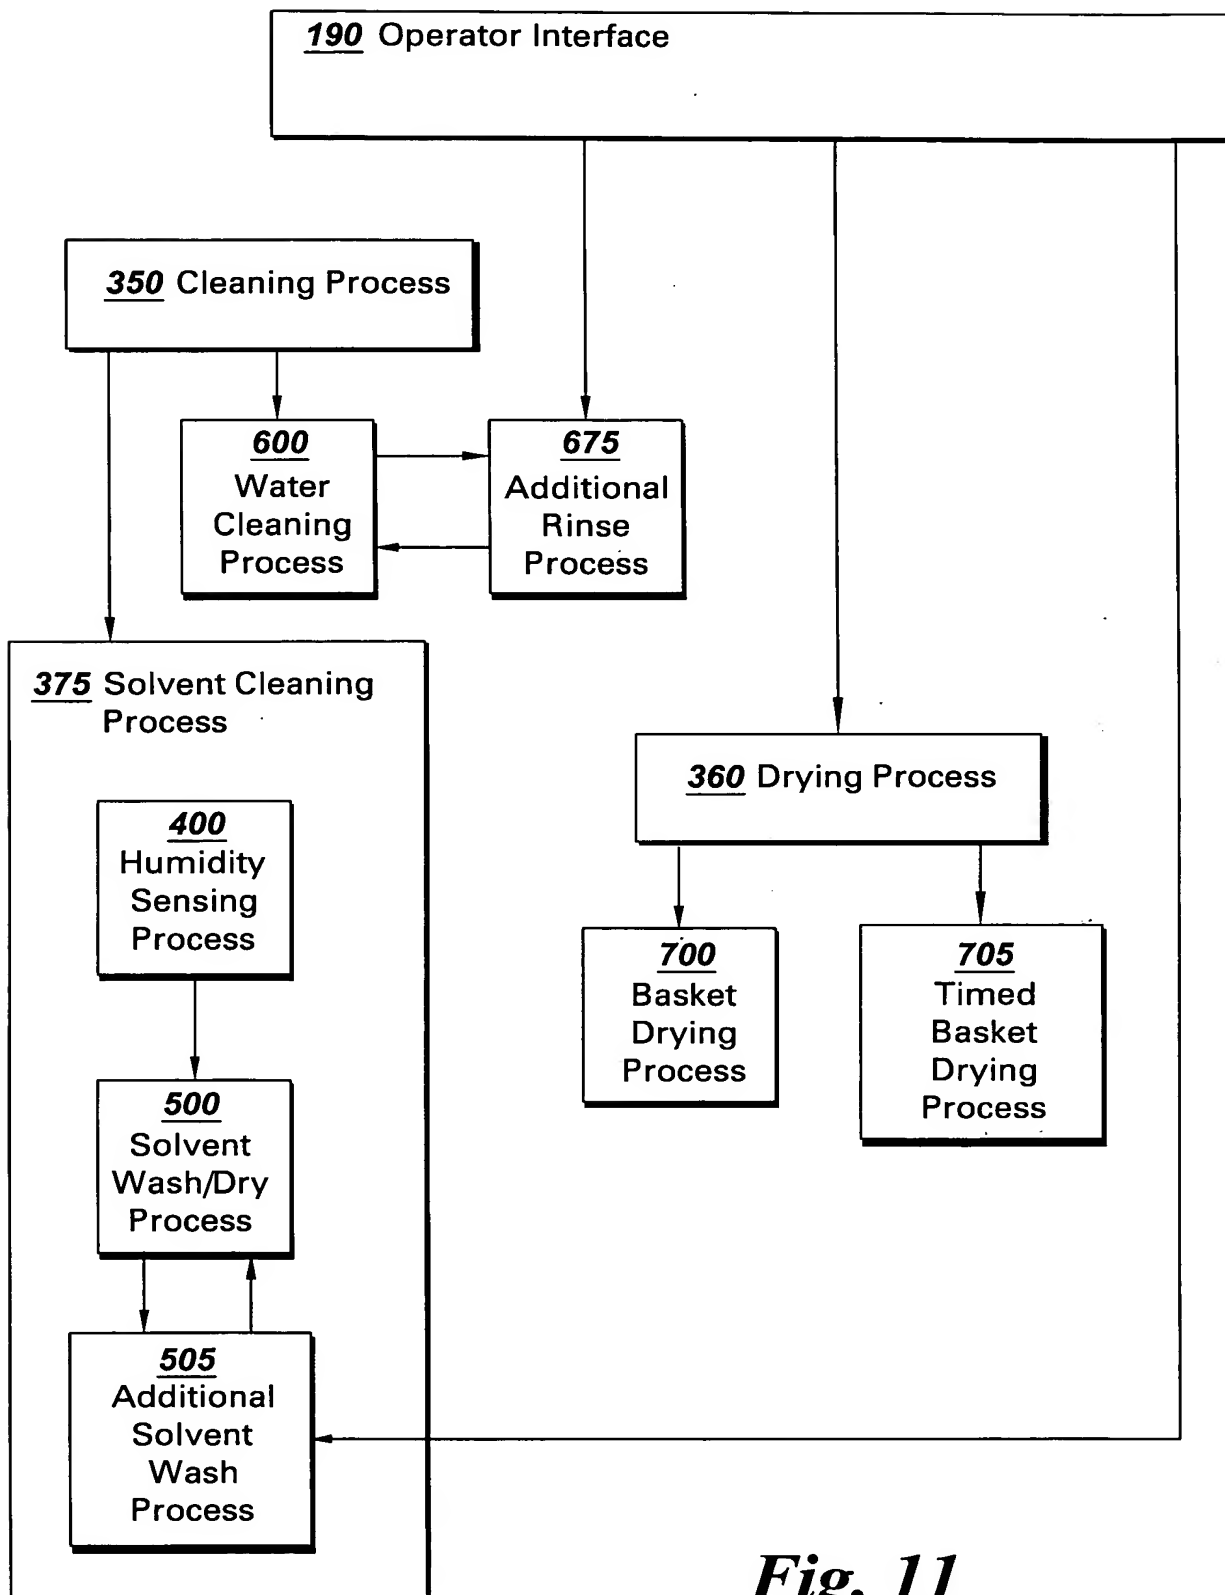 190 Operator Interface
350 Cleaning Process
600
Water
Cleaning
Process
675
Additional
Rinse
Process
375 Solvent Cleaning
Process
400
Humidity
Sensing
Process
500
Solvent
Wash/Dry
Process
505
Additional
Solvent
Wash
Process
360 Drying Process
700
Basket
Drying
Process
705
Timed
Basket
Drying
Process
Fig. 11